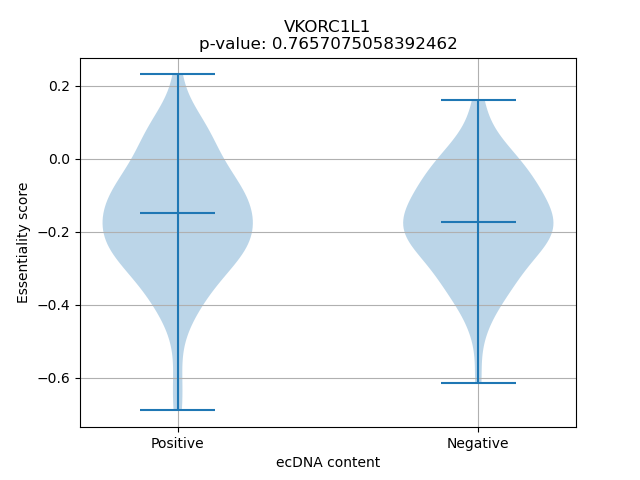 VKORC1L1
p-value: 0.7657075058392462
Essentiality score
0.2
0.0
−0.2
−0.4
−0.6
Positive
Negative
ecDNA content